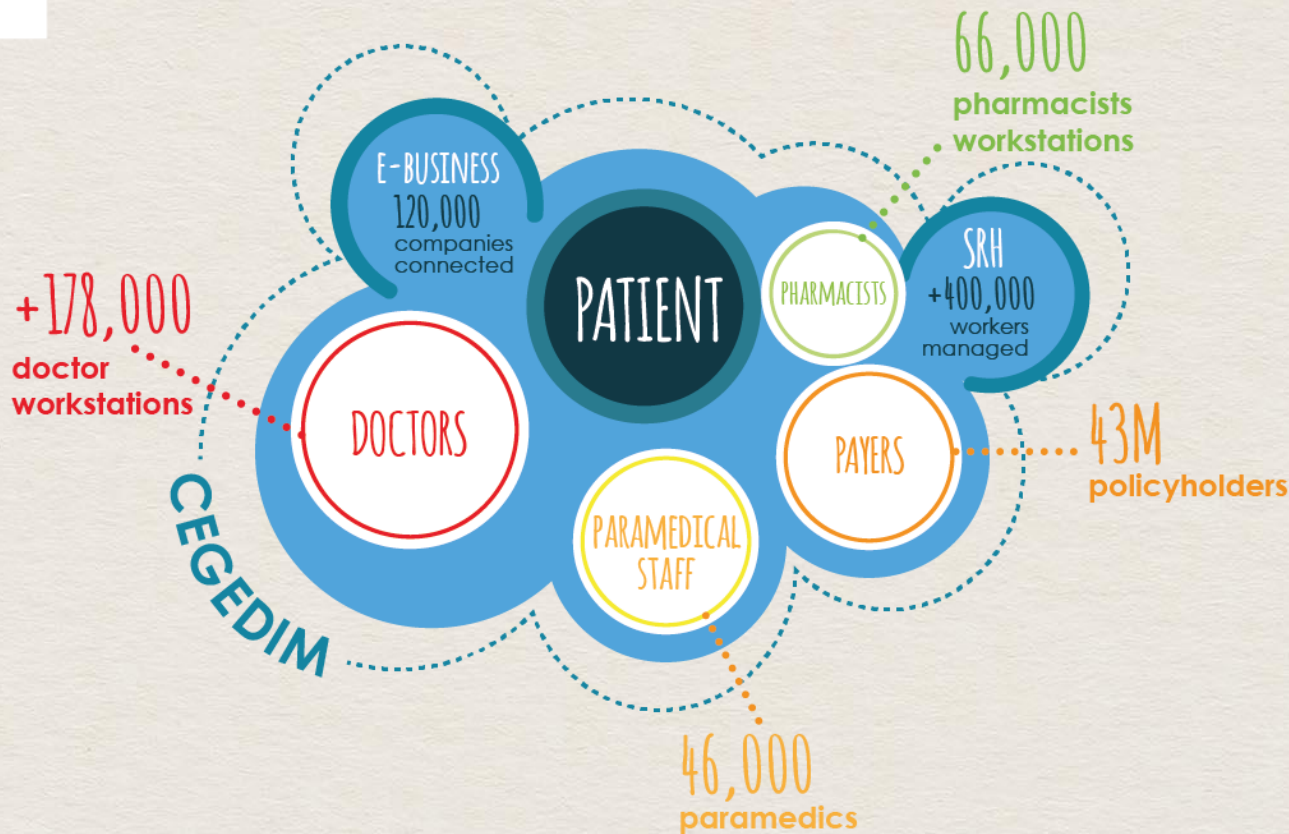 66,000
pharmacists
workstations
E-BUSINESS
120,000
companies
connected
SRH
+400,000
workers
managed
PATIENT
PHARMACISTS
+178,000
doctor
workstations
DOCTORS
PAYERS
43M
policyholders
PARAMEDICAL
STAFF
CEGEDIM
46,000
paramedics